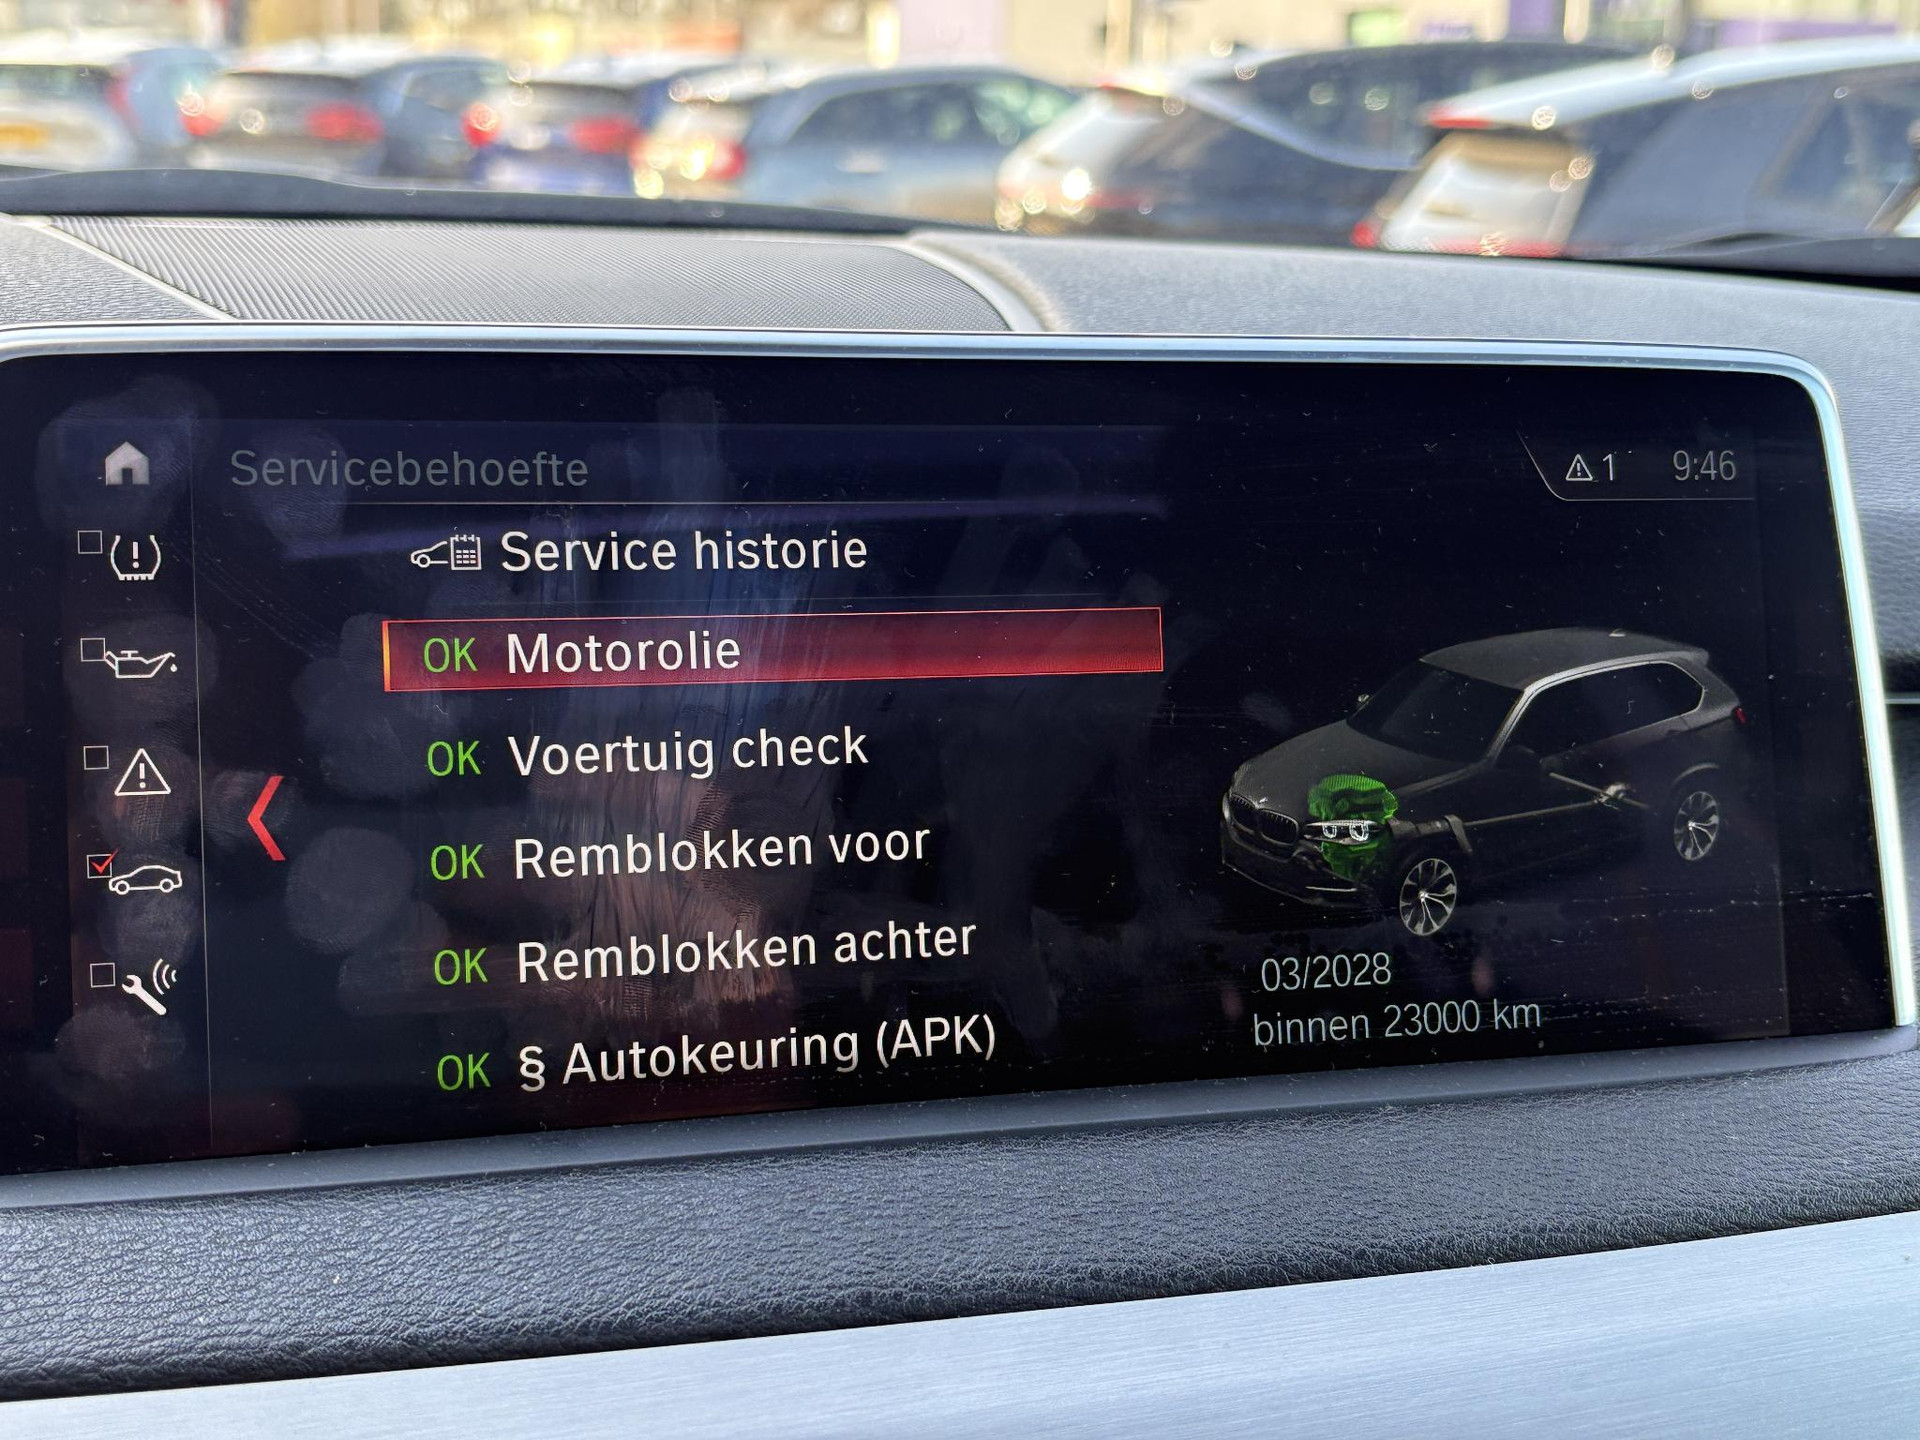 Servicebehoefte
1 9:46
Service historie
OK Motorolie
OK Voertuig check
OK Remblokken voor
OK Remblokken achter
OK § Autokeuring (APK)
03/2028
binnen 23000 km